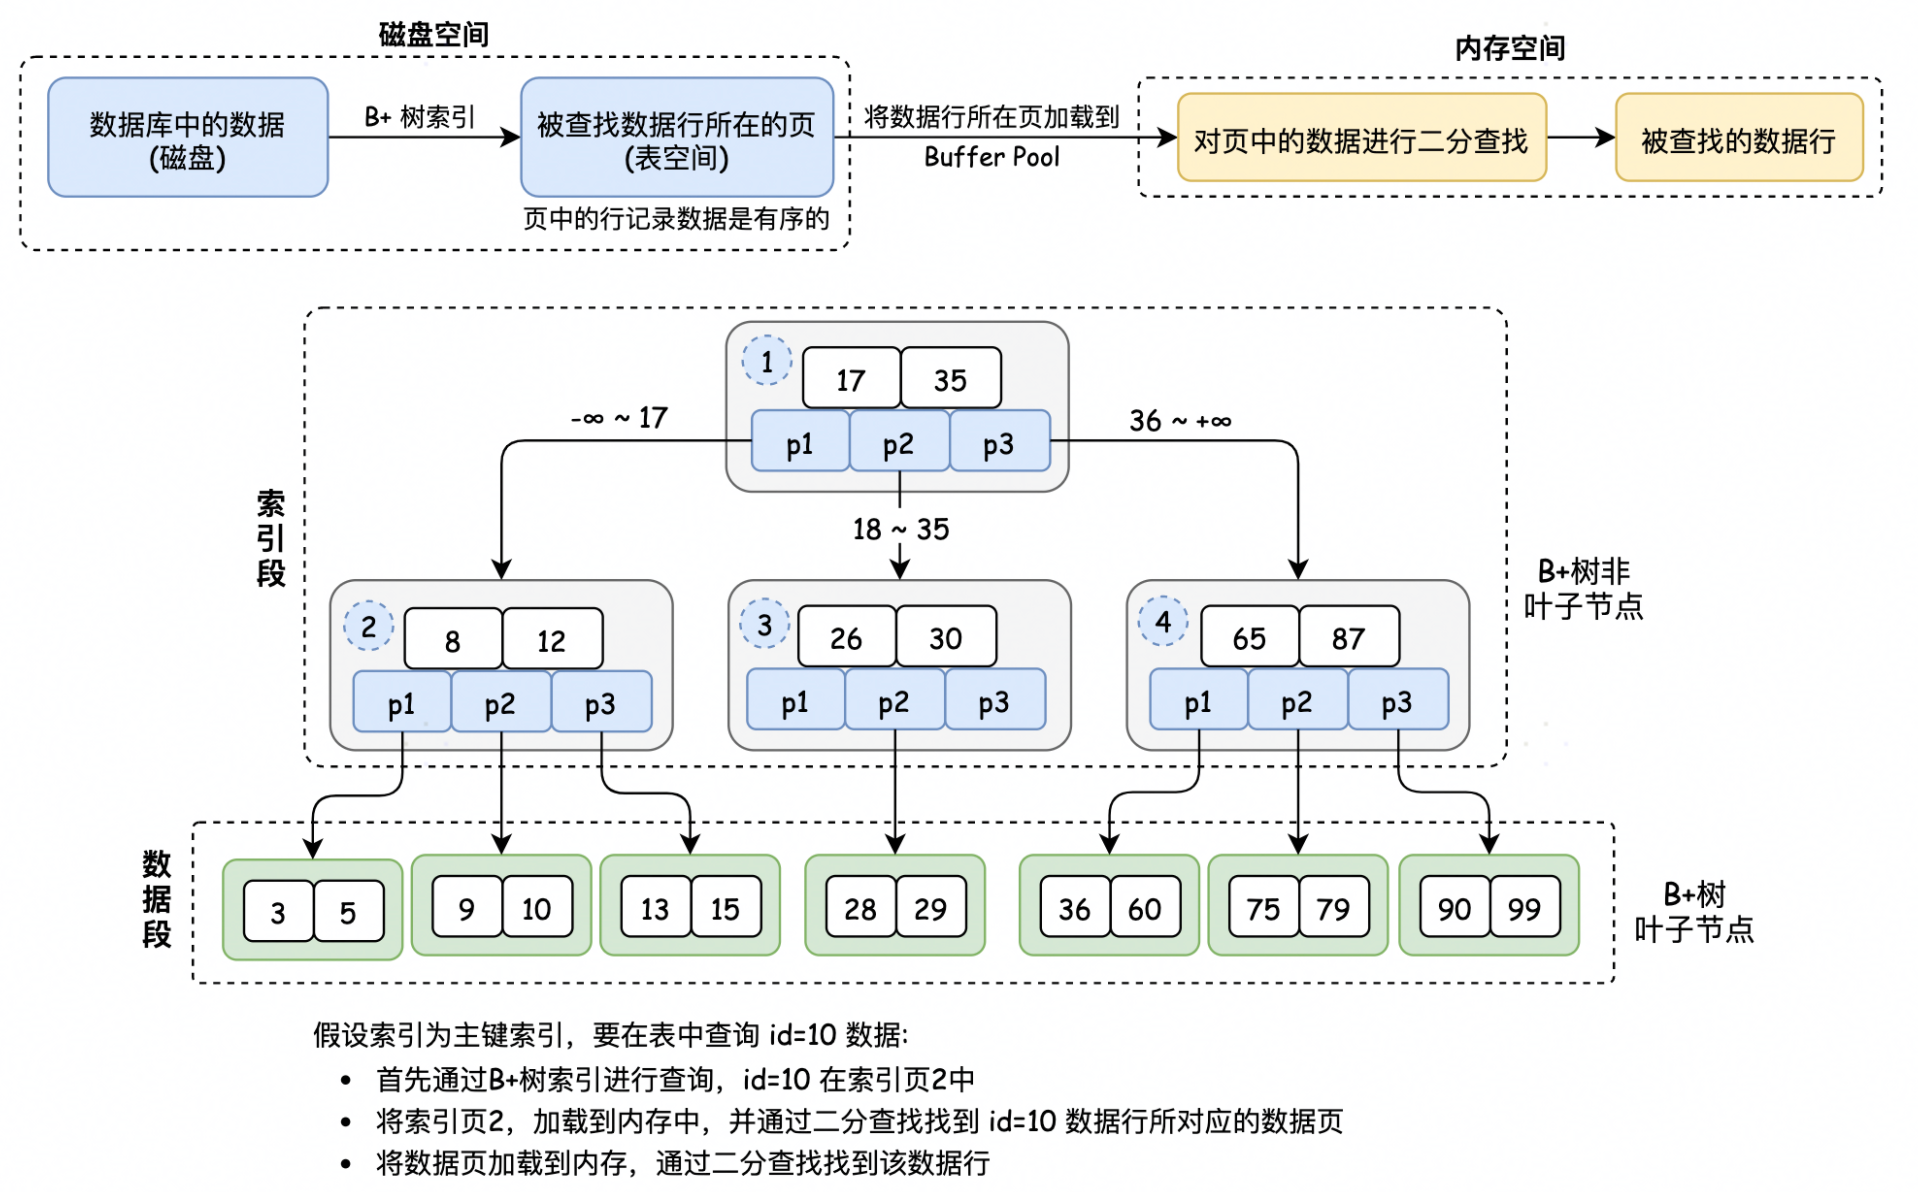 磁盘空间
内存空间
数据库中的数据
(磁盘)
B+ 树索引
被查找数据行所在的页
(表空间)
页中的行记录数据是有序的
将数据行所在页加载到
Buffer Pool
对页中的数据进行二分查找
被查找的数据行
索引段
1
17 35
p1 p2 p3
-∞ ~ 17
18 ~ 35
36 ~ +∞
2
8 12
p1 p2 p3
3
26 30
p1 p2 p3
4
65 87
p1 p2 p3
B+树非
叶子节点
数据段
3 5
9 10
13 15
28 29
36 60
75 79
90 99
B+树
叶子节点
假设索引为主键索引，要在表中查询 id=10 数据:
• 首先通过B+树索引进行查询，id=10 在索引页2中
• 将索引页2，加载到内存中，并通过二分查找找到 id=10 数据行所对应的数据页
• 将数据页加载到内存，通过二分查找找到该数据行